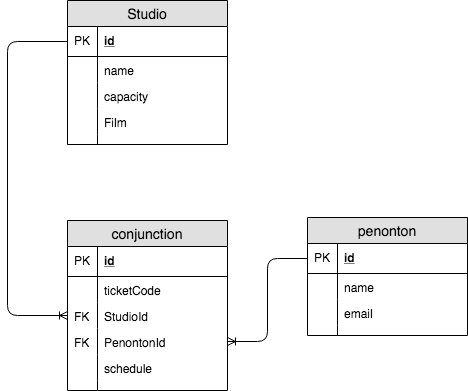 Studio
PK id
name
capacity
Film
conjunction
PK id
ticketCode
FK StudioId
FK PenontonId
schedule
penonton
PK id
name
email